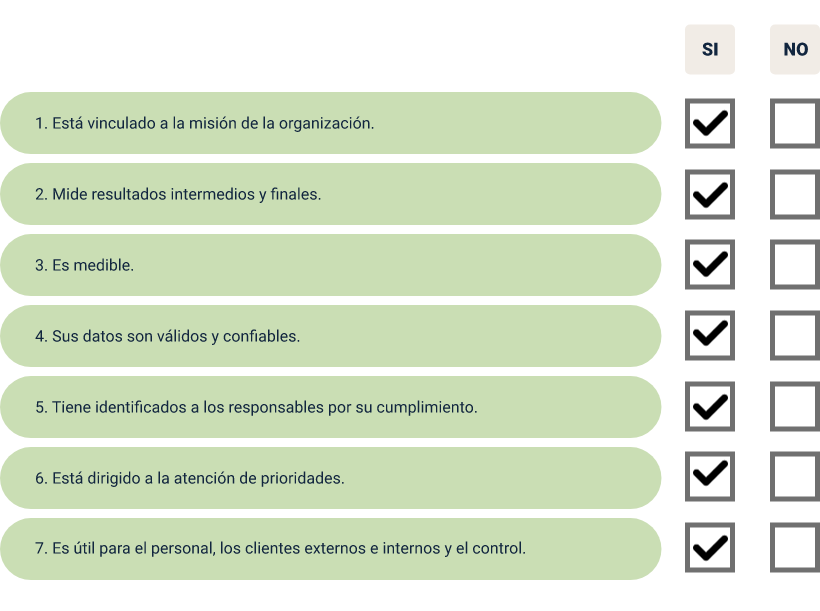 SI NO
1. Está vinculado a la misión de la organización.
2. Mide resultados intermedios y finales.
3. Es medible.
4. Sus datos son válidos y confiables.
5. Tiene identificados a los responsables por su cumplimiento.
6. Está dirigido a la atención de prioridades.
7. Es útil para el personal, los clientes externos e internos y el control.